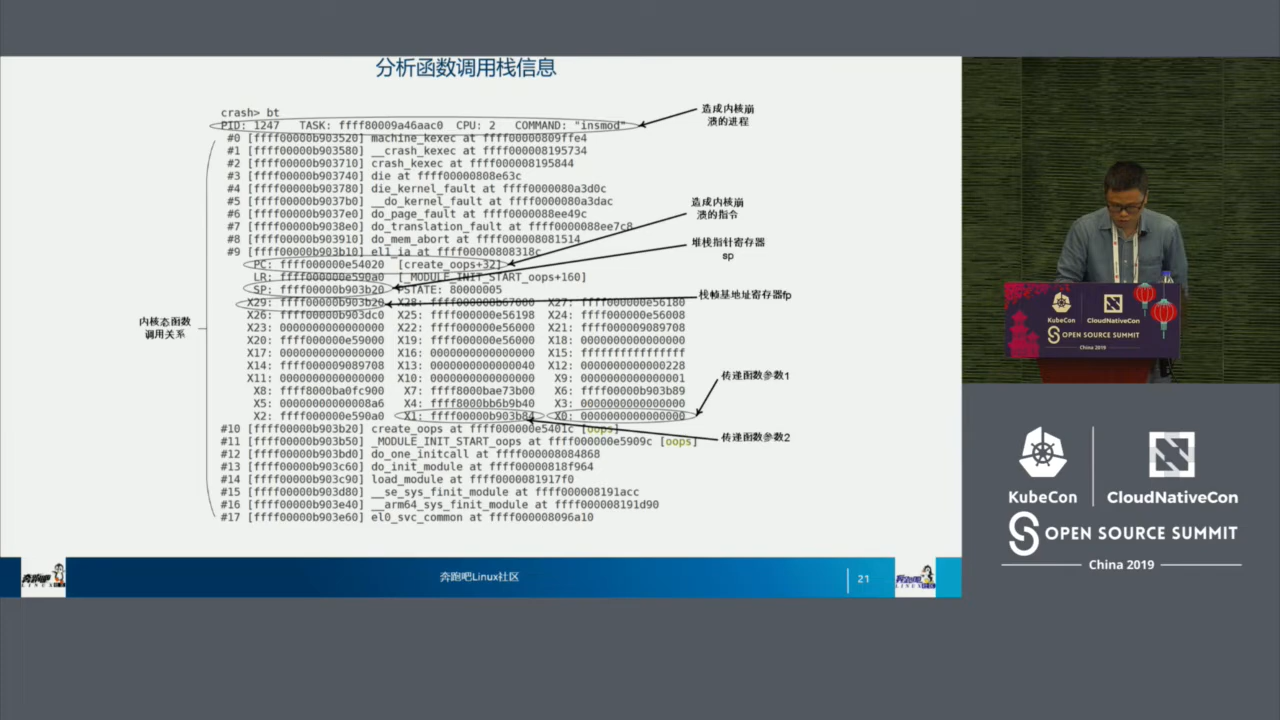 分析函数调用栈信息
crash> bt
PID: 1247 TASK: ffff80009a46aac0 CPU: 2 COMMAND: "insmod"
#0 [ffff00000b903520] machine_kexec at ffff00000809ffe4
#1 [ffff00000b903580] __crash_kexec at ffff000008195734
#2 [ffff00000b903710] crash_kexec at ffff000008195844
#3 [ffff00000b903740] die at ffff00000808e63c
#4 [ffff00000b903780] die_kernel_fault at ffff0000080a3d0c
#5 [ffff00000b9037b0] __do_kernel_fault at ffff0000080a3dac
#6 [ffff00000b9037e0] do_page_fault at ffff0000088ee49c
#7 [ffff00000b9038e0] do_translation_fault at ffff0000088ee7c8
#8 [ffff00000b903910] do_mem_abort at ffff000008081514
#9 [ffff00000b903b10] el1_ia at ffff00000808318c
PC: ffff000000e54020 [create_oops+32]
LR: ffff000000e590a0 [_MODULE_INIT_START_oops+160]
SP: ffff00000b903b20 PSTATE: 80000005
X29: ffff00000b903b20 X28: ffff00000b67000 X27: ffff000000e56180
X26: ffff00000b903dc0 X25: ffff000000e56198 X24: ffff000000e56008
X23: 0000000000000000 X22: ffff000000e56000 X21: ffff000009089708
X20: ffff000000e59000 X19: ffff000000e56000 X18: 0000000000000000
X17: 0000000000000000 X16: 0000000000000000 X15: ffffffffffffffff
X14: ffff000009089708 X13: 0000000000000040 X12: 0000000000000228
X11: 0000000000000000 X10: 0000000000000000 X9: 0000000000000001
X8: ffff8000ba0fc900 X7: ffff8000bae73b00 X6: ffff00000b903b89
X5: 00000000000008a6 X4: ffff8000bb6b9b40 X3: 0000000000000000
X2: ffff000000e590a0 X1: ffff00000b903b84 X0: 0000000000000000
#10 [ffff00000b903b20] create_oops at ffff000000e5401c [oops]
#11 [ffff00000b903b50] _MODULE_INIT_START_oops at ffff000000e5909c [oops]
#12 [ffff00000b903bd0] do_one_initcall at ffff000008084868
#13 [ffff00000b903c60] do_init_module at ffff00000818f964
#14 [ffff00000b903c90] load_module at ffff0000081917f0
#15 [ffff00000b903d80] __se_sys_finit_module at ffff000008191acc
#16 [ffff00000b903e40] __arm64_sys_finit_module at ffff000008191d90
#17 [ffff00000b903e60] el0_svc_common at ffff000008096a10
造成内核崩
溃的进程
造成内核崩
溃的指令
堆栈指针寄存器
sp
栈帧基地址寄存器fp
传递函数参数1
传递函数参数2
内核态函数
调用关系
奔跑吧Linux社区
21
KubeCon
CloudNativeCon
OPEN SOURCE SUMMIT
China 2019
KubeCon
CloudNativeCon
OPEN SOURCE SUMMIT
China 2019